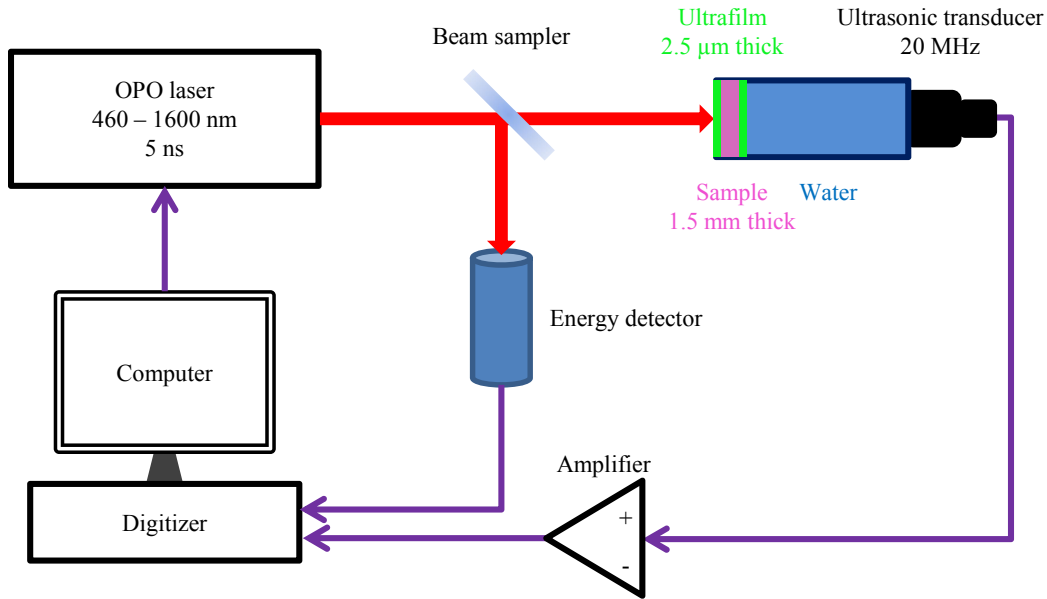 Beam sampler
Ultrafilm
2.5 µm thick
Ultrasonic transducer
20 MHz
OPO laser
460 – 1600 nm
5 ns
Sample
1.5 mm thick
Water
Energy detector
Computer
Amplifier
+
-
Digitizer